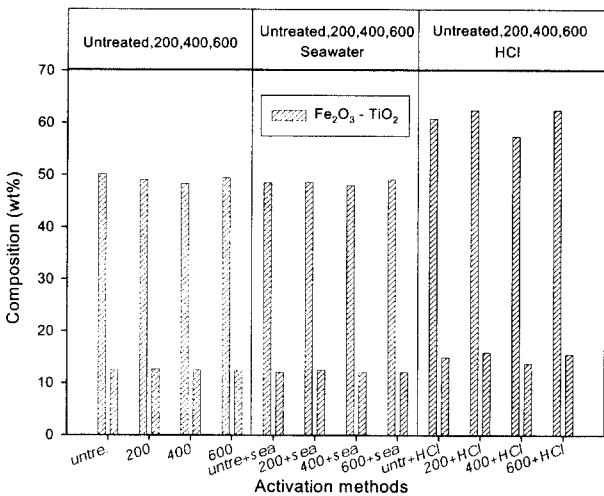 Untreated,200,400,600
Untreated,200,400,600
Seawater
Untreated,200,400,600
HCl
70
60
50
40
30
20
10
0
Composition (wt%)
Fe₂O₃ - TiO₂
untre.
200
400
600
untre+sea
200+sea
400+sea
600+sea
untr+HCl
200+HCl
400+HCl
600+HCl
Activation methods